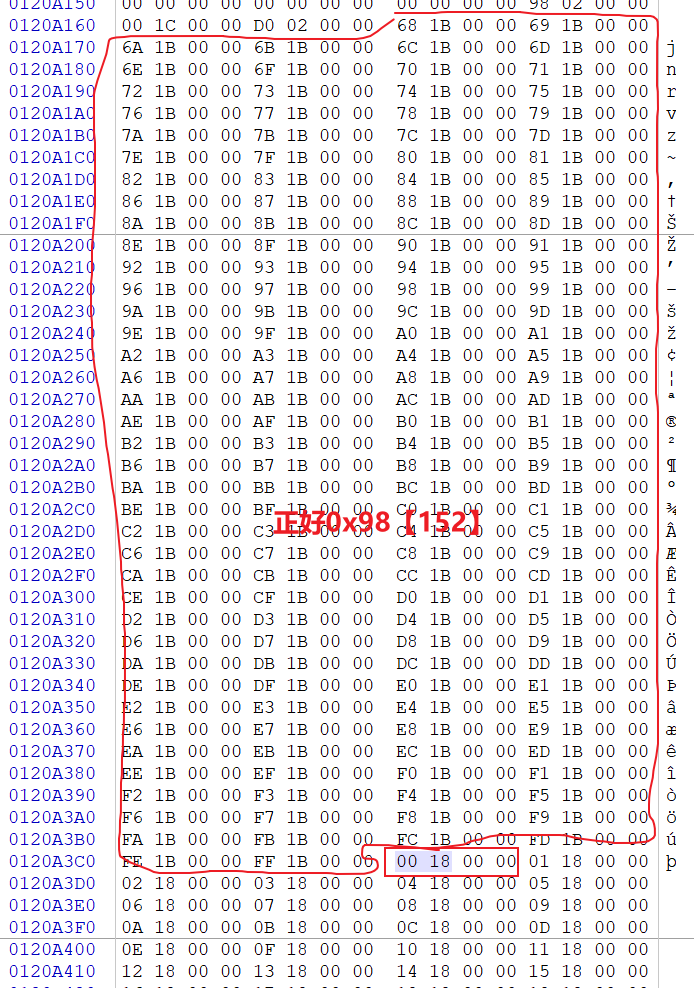 0120A150 00 00 00 00 00 00 00 00 00 00 00 00 98 02 00 00
0120A160 00 1C 00 00 D0 02 00 00 68 1B 00 00 69 1B 00 00
0120A170 6A 1B 00 00 6B 1B 00 00 6C 1B 00 00 6D 1B 00 00 j
0120A180 6E 1B 00 00 6F 1B 00 00 70 1B 00 00 71 1B 00 00 n
0120A190 72 1B 00 00 73 1B 00 00 74 1B 00 00 75 1B 00 00 r
0120A1A0 76 1B 00 00 77 1B 00 00 78 1B 00 00 79 1B 00 00 v
0120A1B0 7A 1B 00 00 7B 1B 00 00 7C 1B 00 00 7D 1B 00 00 z
0120A1C0 7E 1B 00 00 7F 1B 00 00 80 1B 00 00 81 1B 00 00 ~
0120A1D0 82 1B 00 00 83 1B 00 00 84 1B 00 00 85 1B 00 00 ‚
0120A1E0 86 1B 00 00 87 1B 00 00 88 1B 00 00 89 1B 00 00 †
0120A1F0 8A 1B 00 00 8B 1B 00 00 8C 1B 00 00 8D 1B 00 00 Š
0120A200 8E 1B 00 00 8F 1B 00 00 90 1B 00 00 91 1B 00 00 Ž
0120A210 92 1B 00 00 93 1B 00 00 94 1B 00 00 95 1B 00 00 ’
0120A220 96 1B 00 00 97 1B 00 00 98 1B 00 00 99 1B 00 00 –
0120A230 9A 1B 00 00 9B 1B 00 00 9C 1B 00 00 9D 1B 00 00 š
0120A240 9E 1B 00 00 9F 1B 00 00 A0 1B 00 00 A1 1B 00 00 ž
0120A250 A2 1B 00 00 A3 1B 00 00 A4 1B 00 00 A5 1B 00 00 ¢
0120A260 A6 1B 00 00 A7 1B 00 00 A8 1B 00 00 A9 1B 00 00 ¦
0120A270 AA 1B 00 00 AB 1B 00 00 AC 1B 00 00 AD 1B 00 00 ª
0120A280 AE 1B 00 00 AF 1B 00 00 B0 1B 00 00 B1 1B 00 00 ®
0120A290 B2 1B 00 00 B3 1B 00 00 B4 1B 00 00 B5 1B 00 00 ²
0120A2A0 B6 1B 00 00 B7 1B 00 00 B8 1B 00 00 B9 1B 00 00 ¶
0120A2B0 BA 1B 00 00 BB 1B 00 00 BC 1B 00 00 BD 1B 00 00 º
0120A2C0 BE 1B 00 00 BF 1B 00 00 C0 1B 00 00 C1 1B 00 00 ¾
正好0x98【152】
0120A2D0 C2 1B 00 00 C3 1B 00 00 C4 1B 00 00 C5 1B 00 00 Â
0120A2E0 C6 1B 00 00 C7 1B 00 00 C8 1B 00 00 C9 1B 00 00 Æ
0120A2F0 CA 1B 00 00 CB 1B 00 00 CC 1B 00 00 CD 1B 00 00 Ê
0120A300 CE 1B 00 00 CF 1B 00 00 D0 1B 00 00 D1 1B 00 00 Î
0120A310 D2 1B 00 00 D3 1B 00 00 D4 1B 00 00 D5 1B 00 00 Ò
0120A320 D6 1B 00 00 D7 1B 00 00 D8 1B 00 00 D9 1B 00 00 Ö
0120A330 DA 1B 00 00 DB 1B 00 00 DC 1B 00 00 DD 1B 00 00 Ú
0120A340 DE 1B 00 00 DF 1B 00 00 E0 1B 00 00 E1 1B 00 00 Þ
0120A350 E2 1B 00 00 E3 1B 00 00 E4 1B 00 00 E5 1B 00 00 â
0120A360 E6 1B 00 00 E7 1B 00 00 E8 1B 00 00 E9 1B 00 00 æ
0120A370 EA 1B 00 00 EB 1B 00 00 EC 1B 00 00 ED 1B 00 00 ê
0120A380 EE 1B 00 00 EF 1B 00 00 F0 1B 00 00 F1 1B 00 00 î
0120A390 F2 1B 00 00 F3 1B 00 00 F4 1B 00 00 F5 1B 00 00 ò
0120A3A0 F6 1B 00 00 F7 1B 00 00 F8 1B 00 00 F9 1B 00 00 ö
0120A3B0 FA 1B 00 00 FB 1B 00 00 FC 1B 00 00 FD 1B 00 00 ú
0120A3C0 FE 1B 00 00 FF 1B 00 00 00 18 00 00 01 18 00 00 þ
0120A3D0 02 18 00 00 03 18 00 00 04 18 00 00 05 18 00 00
0120A3E0 06 18 00 00 07 18 00 00 08 18 00 00 09 18 00 00
0120A3F0 0A 18 00 00 0B 18 00 00 0C 18 00 00 0D 18 00 00
0120A400 0E 18 00 00 0F 18 00 00 10 18 00 00 11 18 00 00
0120A410 12 18 00 00 13 18 00 00 14 18 00 00 15 18 00 00